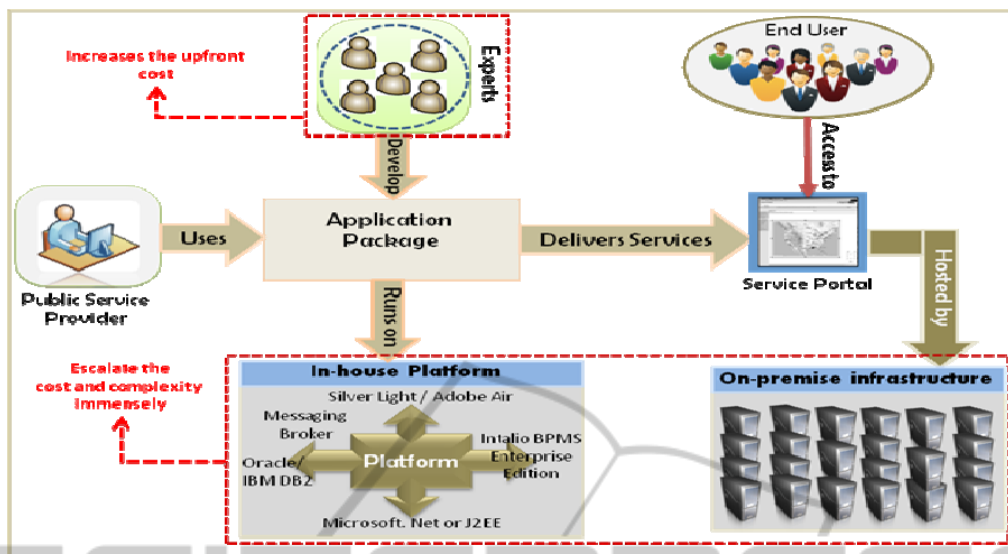 Increases the upfront
cost
Experts
End User
Develop
Access to
Public Service
Provider
Uses
Application
Package
Delivers Services
Service Portal
Runs on
Hosted by
Escalate the
cost and complexity
Immensely
In-house Platform
Silver Light / Adobe Air
Messaging
Broker
Platform
Intalio BPMS
Enterprise
Edition
Oracle/
IBM DB2
Microsoft. Net or J2EE
On-premise infrastructure